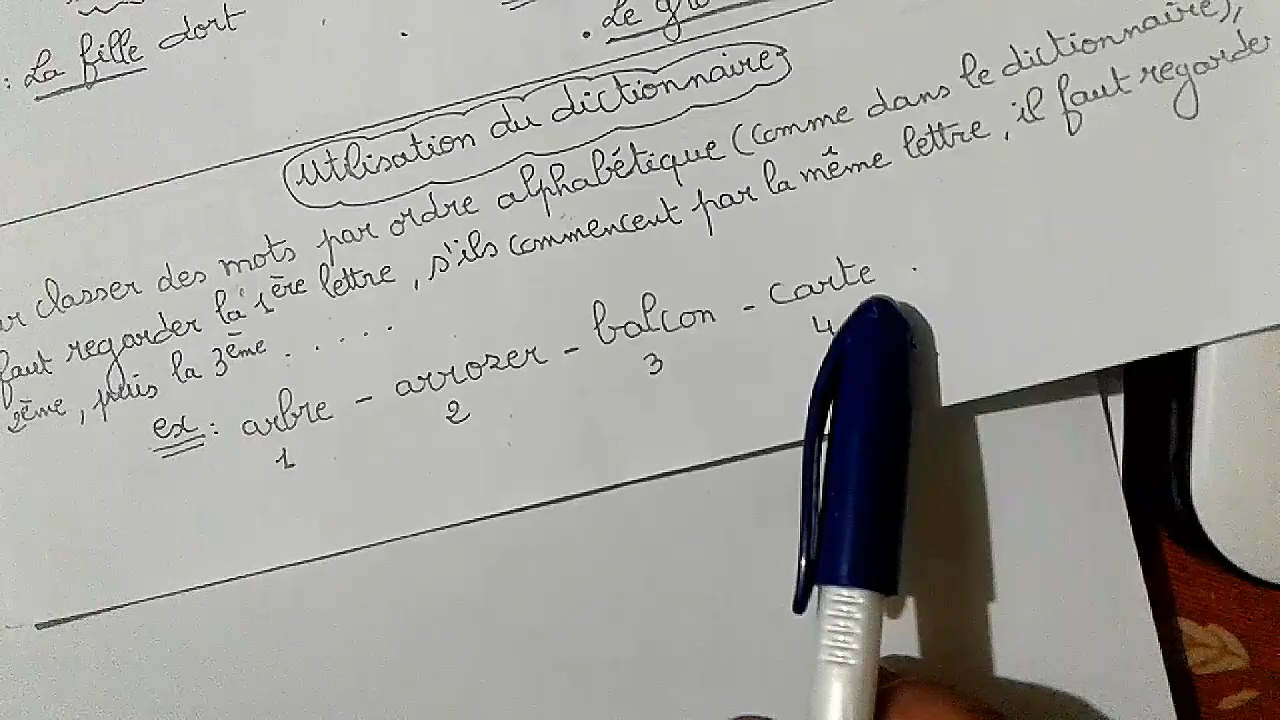 : La fille dort
. Le
Utilisation du dictionnaire
classer des mots par ordre alphabétique (comme dans le dictionnaire),
faut regarder la 1ère lettre, s'ils commencent par la même lettre, il faut regarder
2ème, puis la 3ème . . . . .
ex : arbre - arrozer - balcon - carte .
1 2 3 4